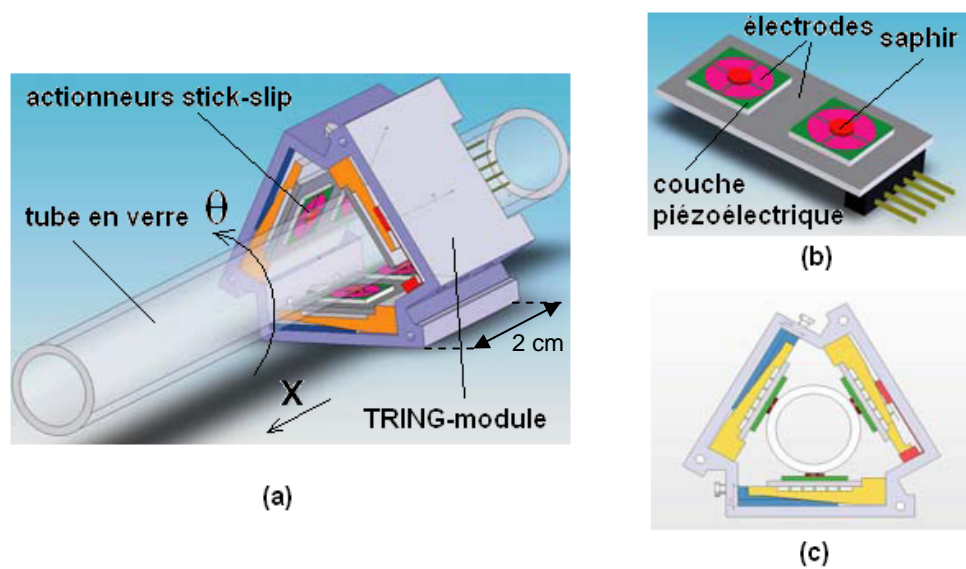 actionneurs stick-slip
tube en verre
θ
X
2 cm
TRING-module
(a)
électrodes
saphir
couche
piézoélectrique
(b)
(c)